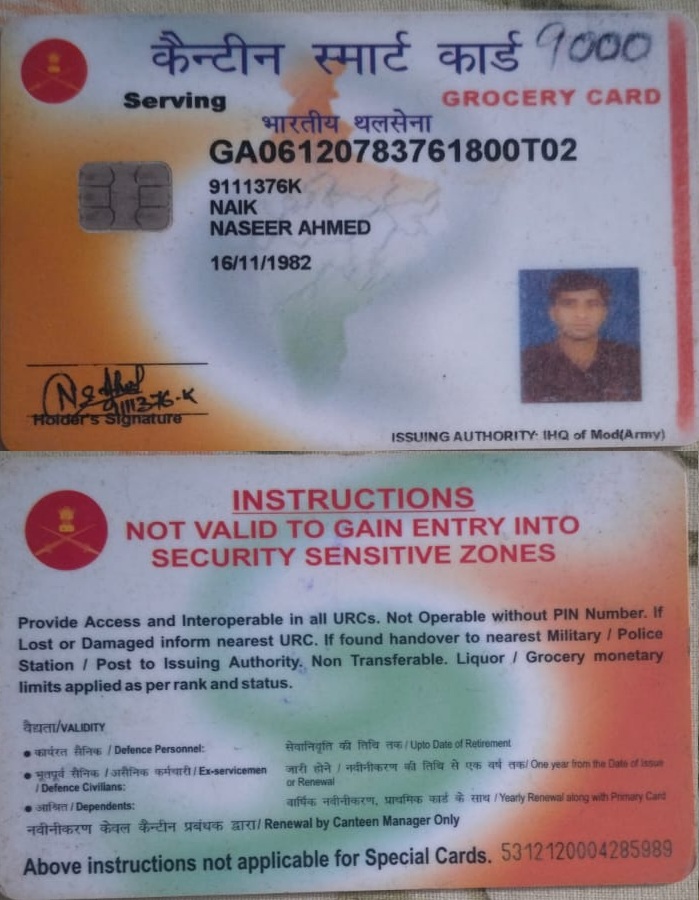 कैन्टीन स्मार्ट कार्ड 9000
Serving
GROCERY CARD
भारतीय थलसेना
GA06120783761800T02
9111376K
NAIK
NASEER AHMED
16/11/1982
9111376-K
Holder's Signature
ISSUING AUTHORITY: IHQ of Mod(Army)
INSTRUCTIONS
NOT VALID TO GAIN ENTRY INTO
SECURITY SENSITIVE ZONES
Provide Access and Interoperable in all URCs. Not Operable without PIN Number. If
Lost or Damaged inform nearest URC. If found handover to nearest Military / Police
Station / Post to Issuing Authority. Non Transferable. Liquor / Grocery monetary
limits applied as per rank and status.
वैद्यता/VALIDITY
• कार्यरत सैनिक / Defence Personnel: सेवानिवृति की तिथि तक / Upto Date of Retirement
• भूतपूर्व सैनिक / असैनिक कर्मचारी / Ex-servicemen जारी होने / नवीनीकरण की तिथि से एक वर्ष तक/ One year from the Date of Issue
/ Defence Civilians: or Renewal
• आश्रित / Dependents: वार्षिक नवीनीकरण, प्राथमिक कार्ड के साथ / Yearly Renewal along with Primary Card
नवीनीकरण केवल कैन्टीन प्रबंधक द्वारा/ Renewal by Canteen Manager Only
Above instructions not applicable for Special Cards. 5312120004285989